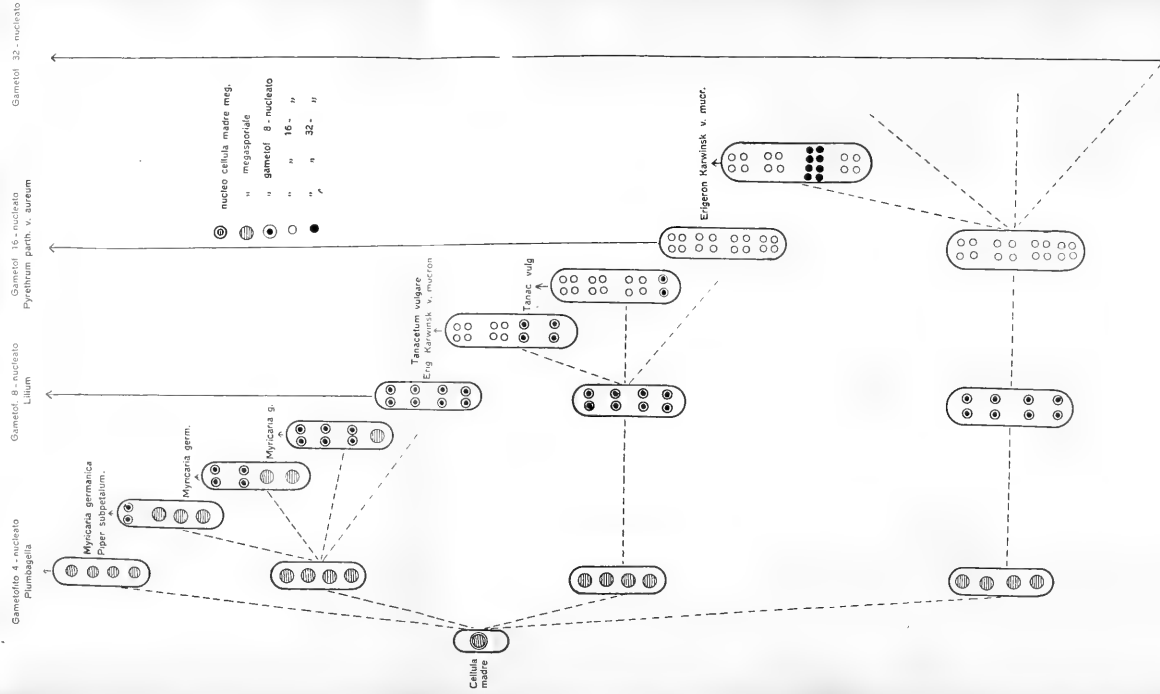 Gametofito 4 - nucleato
Plumbagella
Gametof. 8 - nucleato
Lilium
Gametof 16 - nucleato
Pyrethrum parth. v. aureum
Gametof 32 - nucleato
nucleo cellula madre meg.
" megasporiale
" gametof 8 - nucleato
" " 16 - "
" " 32 - "
Myricaria germanica
Piper subpetalum.
Myricaria germ.
Myricaria g.
Tanacetum vulgare
Erig Karwinsk v. mucron
Tanac vulg
Erigeron Karwinsk v. mucr.
Cellula
madre